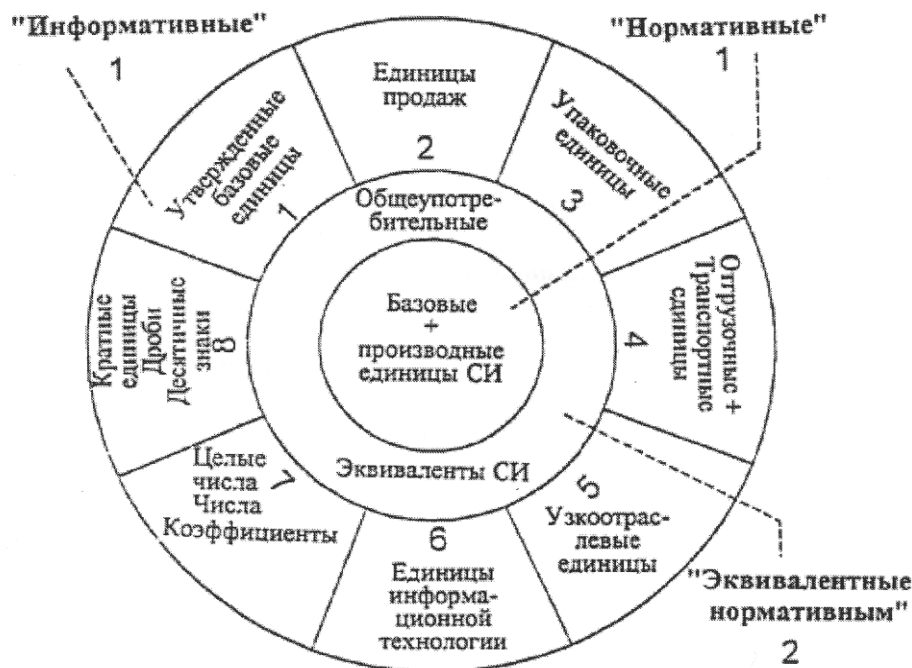 "Информативные"
1
"Нормативные"
1
Утвержденные
базовые
единицы
1
Единицы
продаж
2
Упаковочные
единицы
3
Отгрузочные +
Транспортные
единицы
4
Узкоотрас-
левые
единицы
5
Единицы
информа-
ционной
технологии
6
Целые
числа
Числа
Коэффициенты
7
Кратные
единицы
Дроби
Десятичные
знаки
8
Общеупотре-
бительные
Базовые
+
производные
единицы СИ
Эквиваленты СИ
"Эквивалентные
нормативным"
2